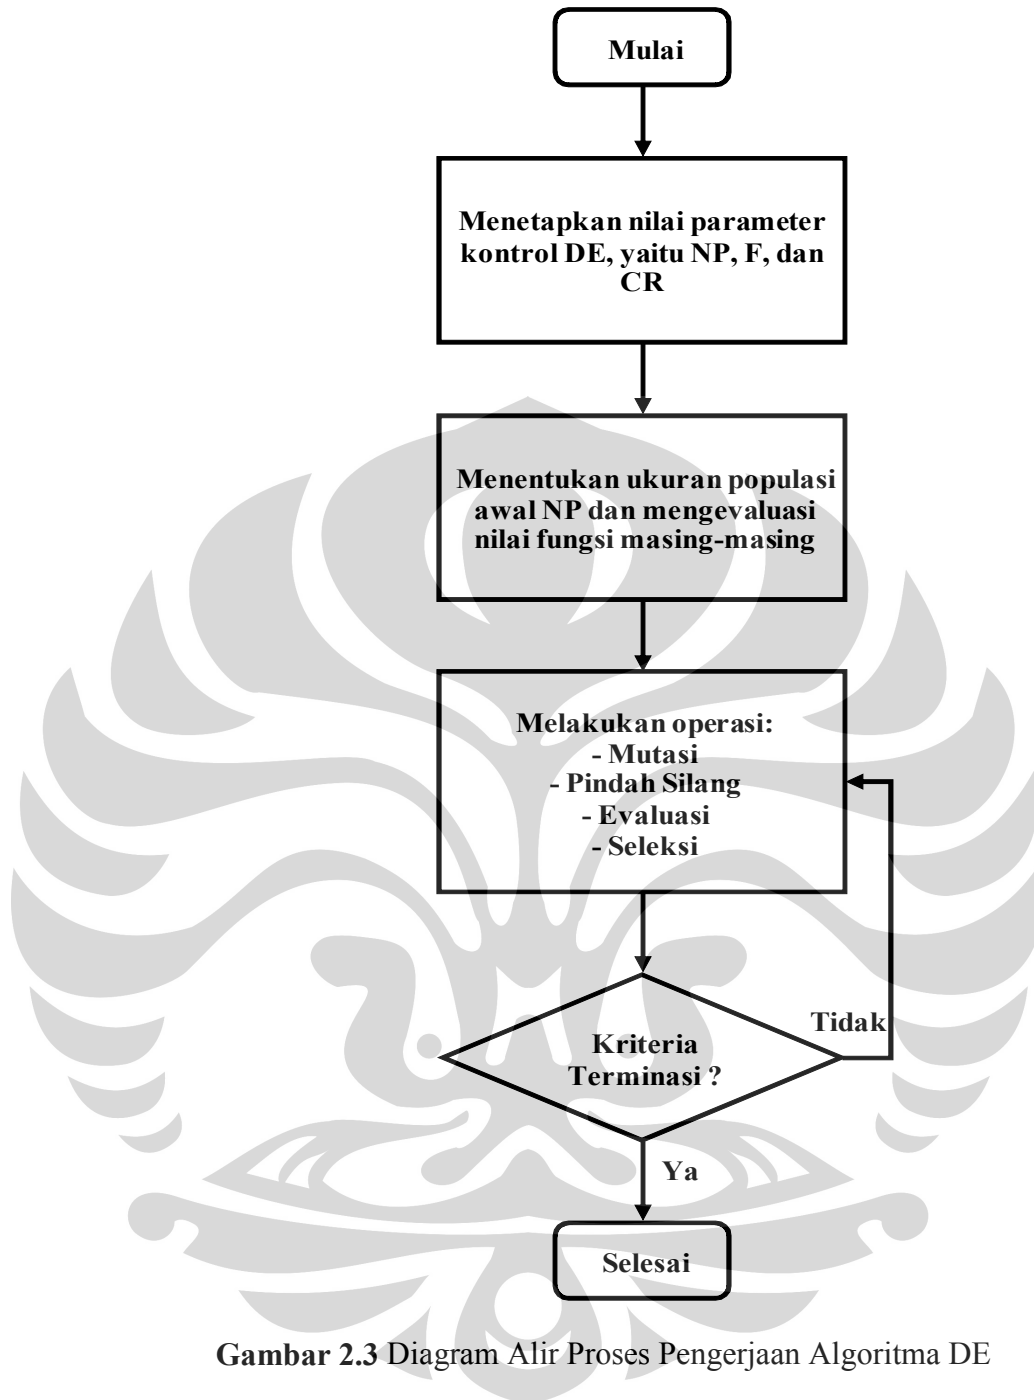 Mulai
Menetapkan nilai parameter
kontrol DE, yaitu NP, F, dan
CR
Menentukan ukuran populasi
awal NP dan mengevaluasi
nilai fungsi masing-masing
Melakukan operasi:
- Mutasi
- Pindah Silang
- Evaluasi
- Seleksi
Tidak
Kriteria
Terminasi ?
Ya
Selesai
Gambar 2.3 Diagram Alir Proses Pengerjaan Algoritma DE